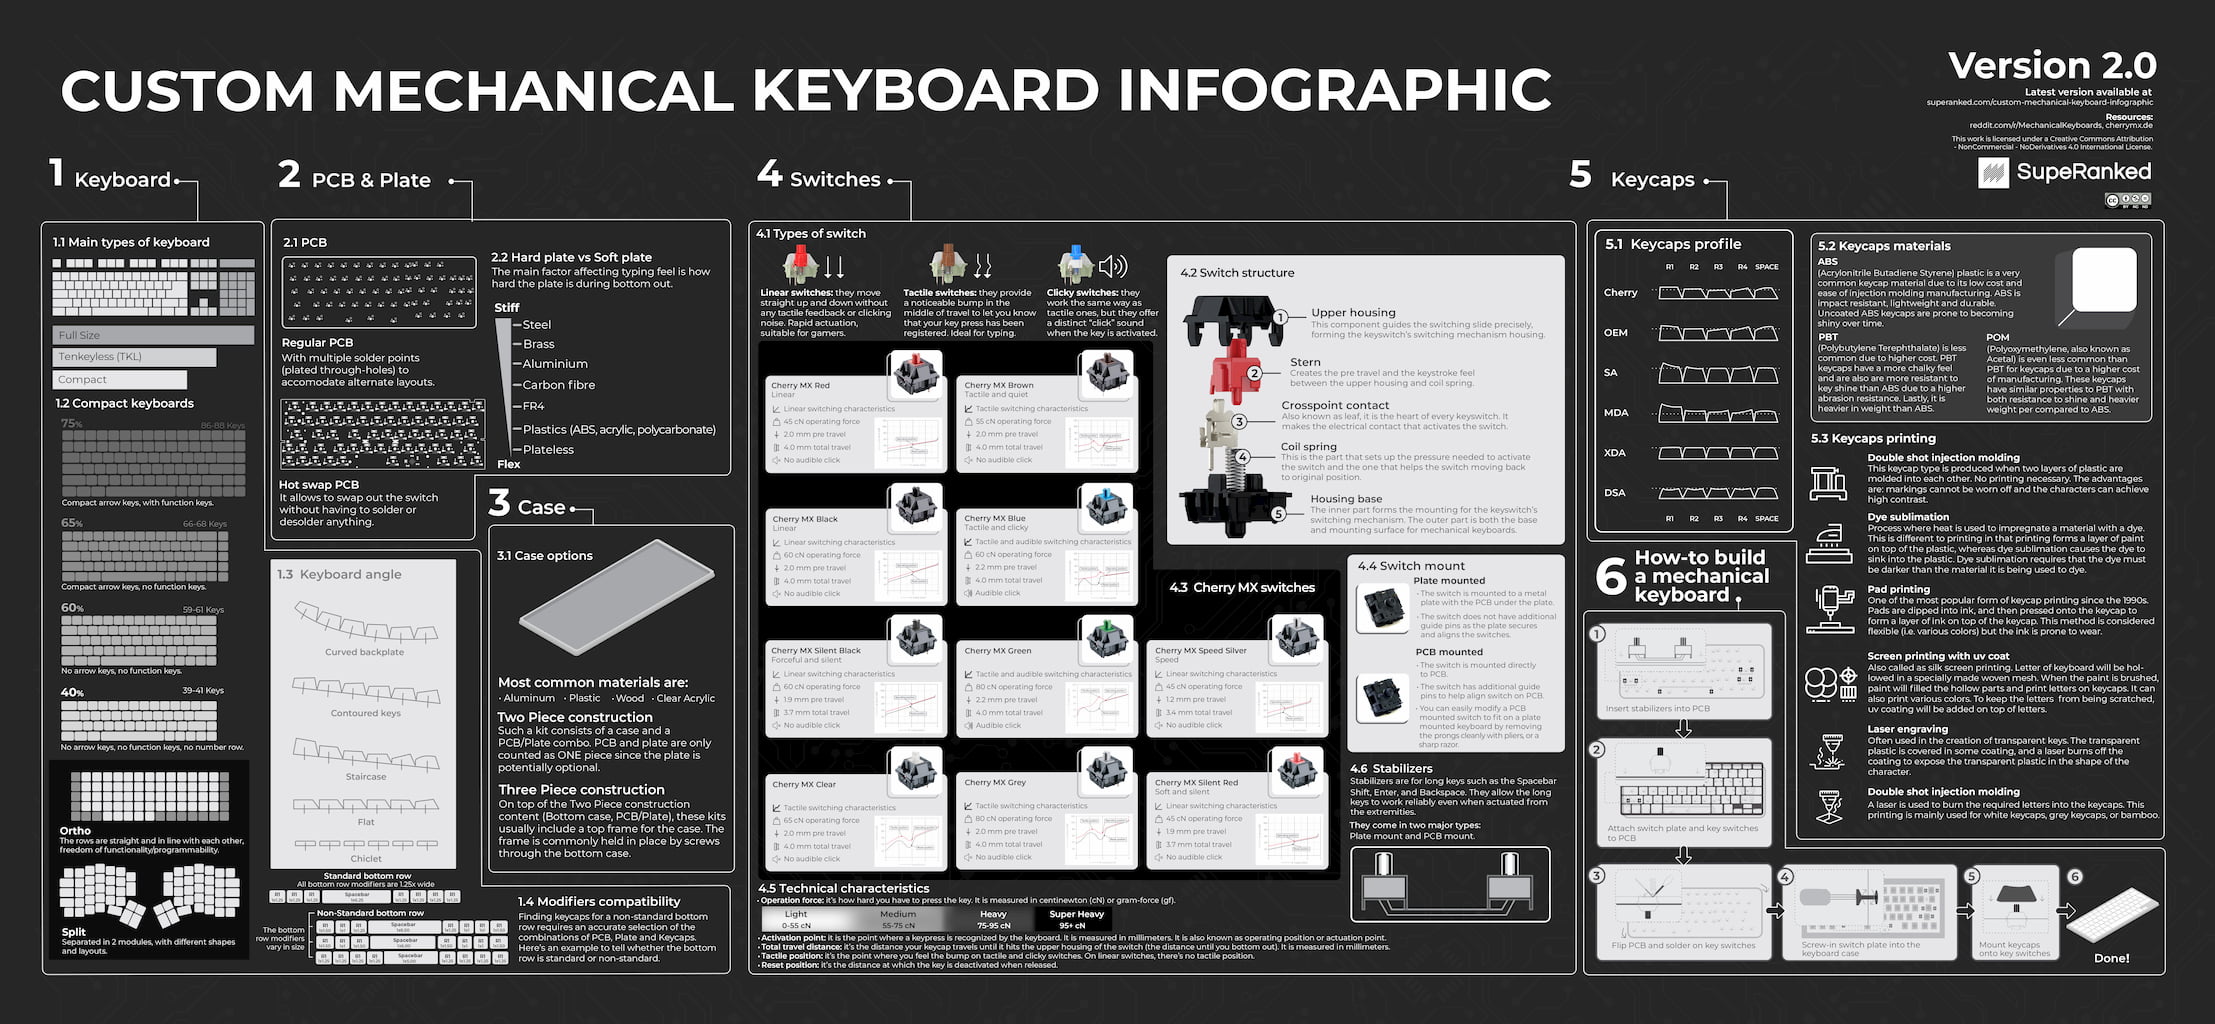 CUSTOM MECHANICAL KEYBOARD INFOGRAPHIC
Version 2.0
Latest version available at
superanked.com/custom-mechanical-keyboard-infographic
Resources:
reddit.com/r/MechanicalKeyboards, cherrymx.de
This work is licensed under a Creative Commons Attribution
- NonCommercial - NoDerivatives 4.0 International License.
SupeRanked
1 Keyboard
1.1 Main types of keyboard
Full Size
Tenkeyless (TKL)
Compact
1.2 Compact keyboards
75%
86-88 Keys
Compact arrow keys, with function keys.
65%
66-68 Keys
Compact arrow keys, no function keys.
60%
59-61 Keys
No arrow keys, no function keys.
40%
39-41 Keys
No arrow keys, no function keys, no number row.
Ortho
The rows are straight and in line with each other,
freedom of functionality/programmability.
Split
Separated in 2 modules, with different shapes
and layouts.
2 PCB & Plate
2.1 PCB
Regular PCB
With multiple solder points
(plated through-holes) to
accomodate alternate layouts.
Hot swap PCB
It allows to swap out the switch
without having to solder or
desolder anything.
2.2 Hard plate vs Soft plate
The main factor affecting typing feel is how
hard the plate is during bottom out.
Stiff
Steel
Brass
Aluminium
Carbon fibre
FR4
Plastics (ABS, acrylic, polycarbonate)
Plateless
Flex
1.3 Keyboard angle
Curved backplate
Contoured keys
Staircase
Flat
Chiclet
Standard bottom row
All bottom row modifiers are 1.25x wide
Spacebar
Non-Standard bottom row
The bottom
row modifiers
vary in size
Spacebar
Spacebar
Spacebar
1.4 Modifiers compatibility
Finding keycaps for a non-standard bottom
row requires an accurate selection of the
combinations of PCB, Plate and Keycaps.
Here's an example to tell whether the bottom
row is standard or non-standard.
3 Case
3.1 Case options
Most common materials are:
· Aluminum · Plastic · Wood · Clear Acrylic
Two Piece construction
Such a kit consists of a case and a
PCB/Plate combo. PCB and plate are only
counted as ONE piece since the plate is
potentially optional.
Three Piece construction
On top of the Two Piece construction
content (Bottom case, PCB/Plate), these kits
usually include a top frame for the case. The
frame is commonly held in place by screws
through the bottom case.
4 Switches
4.1 Types of switch
Linear switches: they move
straight up and down without
any tactile feedback or clicking
noise. Rapid actuation,
suitable for gamers.
Tactile switches: they provide
a noticeable bump in the
middle of travel to let you know
that your key press has been
registered. Ideal for typing.
Clicky switches: they
work the same way as
tactile ones, but they offer
a distinct "click" sound
when the key is activated.
Cherry MX Red
Linear
Linear switching characteristics
45 cN operating force
2.0 mm pre travel
4.0 mm total travel
No audible click
Cherry MX Brown
Tactile and quiet
Tactile switching characteristics
55 cN operating force
2.0 mm pre travel
4.0 mm total travel
No audible click
Cherry MX Black
Linear
Linear switching characteristics
60 cN operating force
2.0 mm pre travel
4.0 mm total travel
No audible click
Cherry MX Blue
Tactile and clicky
Tactile and audible switching characteristics
60 cN operating force
2.2 mm pre travel
4.0 mm total travel
Audible click
4.3 Cherry MX switches
Cherry MX Silent Black
Forceful and silent
Linear switching characteristics
60 cN operating force
1.9 mm pre travel
3.7 mm total travel
No audible click
Cherry MX Green
Tactile and audible switching characteristics
80 cN operating force
2.2 mm pre travel
4.0 mm total travel
Audible click
Cherry MX Speed Silver
Speed
Linear switching characteristics
45 cN operating force
1.2 mm pre travel
3.4 mm total travel
No audible click
Cherry MX Clear
Tactile switching characteristics
65 cN operating force
2.0 mm pre travel
4.0 mm total travel
No audible click
Cherry MX Grey
Tactile switching characteristics
80 cN operating force
2.0 mm pre travel
4.0 mm total travel
No audible click
Cherry MX Silent Red
Soft and silent
Linear switching characteristics
45 cN operating force
1.9 mm pre travel
3.7 mm total travel
No audible click
4.2 Switch structure
1
Upper housing
This component guides the switching slide precisely,
forming the keyswitch's switching mechanism housing.
2
Stern
Creates the pre travel and the keystroke feel
between the upper housing and coil spring.
3
Crosspoint contact
Also known as leaf, it is the heart of every keyswitch. It
makes the electrical contact that activates the switch.
4
Coil spring
This is the part that sets up the pressure needed to activate
the switch and the one that helps the switch moving back
to original position.
5
Housing base
The inner part forms the mounting for the keyswitch's
switching mechanism. The outer part is both the base
and mounting surface for mechanical keyboards.
4.4 Switch mount
Plate mounted
· The switch is mounted to a metal
plate with the PCB under the plate.
· The switch does not have additional
guide pins as the plate secures
and aligns the switches.
PCB mounted
· The switch is mounted directly
to PCB.
· The switch has additional guide
pins to help align switch on PCB.
· You can easily modify a PCB
mounted switch to fit on a plate
mounted keyboard by removing
the prongs cleanly with pliers, or a
sharp razor.
4.6 Stabilizers
Stabilizers are for long keys such as the Spacebar
Shift, Enter, and Backspace. They allow the long
keys to work reliably even when actuated from
the extremities.
They come in two major types:
Plate mount and PCB mount.
4.5 Technical characteristics
· Operation force: it's how hard you have to press the key. It is measured in centinewton (cN) or gram-force (gf).
Light Medium Heavy Super Heavy
0-55 cN 55-75 cN 75-95 cN 95+ cN
· Activation point: it is the point where a keypress is recognized by the keyboard. It is measured in millimeters. It is also known as operating position or actuation point.
· Total travel distance: it's the distance your keycap travels until it hits the upper housing of the switch (the distance until you bottom out). It is measured in millimeters.
· Tactile position: it's the point where you feel the bump on tactile and clicky switches. On linear switches, there's no tactile position.
· Reset position: it's the distance at which the key is deactivated when released.
5 Keycaps
5.1 Keycaps profile
R1 R2 R3 R4 SPACE
Cherry
OEM
SA
MDA
XDA
DSA
R1 R2 R3 R4 SPACE
5.2 Keycaps materials
ABS
(Acrylonitrile Butadiene Styrene) plastic is a very
common keycap material due to its low cost and
ease of injection molding manufacturing. ABS is
impact resistant, lightweight and durable.
Uncoated ABS keycaps are prone to becoming
shiny over time.
PBT
(Polybutylene Terephthalate) is less
common due to higher cost. PBT
keycaps have a more chalky feel
and are also are more resistant to
key shine than ABS due to a higher
abrasion resistance. Lastly, it is
heavier in weight than ABS.
POM
(Polyoxymethylene, also known as
Acetal) is even less common than
PBT for keycaps due to a higher cost
of manufacturing. These keycaps
have similar properties to PBT with
both resistance to shine and heavier
weight per compared to ABS.
5.3 Keycaps printing
Double shot injection molding
This keycap type is produced when two layers of plastic are
molded into each other. No printing necessary. The advantages
are: markings cannot be worn off and the characters can achieve
high contrast.
Dye sublimation
Process where heat is used to impregnate a material with a dye.
This is different to printing in that printing forms a layer of paint
on top of the plastic, whereas dye sublimation causes the dye to
sink into the plastic. Dye sublimation requires that the dye must
be darker than the material it is being used to dye.
Pad printing
One of the most popular form of keycap printing since the 1990s.
Pads are dipped into ink, and then pressed onto the keycap to
form a layer of ink on top of the keycap. This method is considered
flexible (i.e. various colors) but the ink is prone to wear.
Screen printing with uv coat
Also called as silk screen printing. Letter of keyboard will be hol-
lowed in a specially made woven mesh. When the paint is brushed,
paint will filled the hollow parts and print letters on keycaps. It can
also print various colors. To keep the letters from being scratched,
uv coating will be added on top of letters.
Laser engraving
Often used in the creation of transparent keys. The transparent
plastic is covered in some coating, and a laser burns off the
coating to expose the transparent plastic in the shape of the
character.
Double shot injection molding
A laser is used to burn the required letters into the keycaps. This
printing is mainly used for white keycaps, grey keycaps, or bamboo.
6 How-to build
a mechanical
keyboard
1
Insert stabilizers into PCB
2
Attach switch plate and key switches
to PCB
3
Flip PCB and solder on key switches
4
Screw-in switch plate into the
keyboard case
5
Mount keycaps
onto key switches
6
Done!